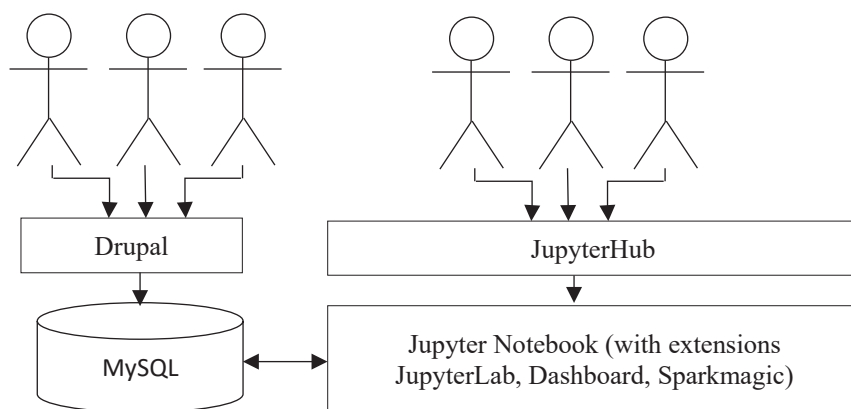 Drupal
JupyterHub
MySQL
Jupyter Notebook (with extensions
JupyterLab, Dashboard, Sparkmagic)